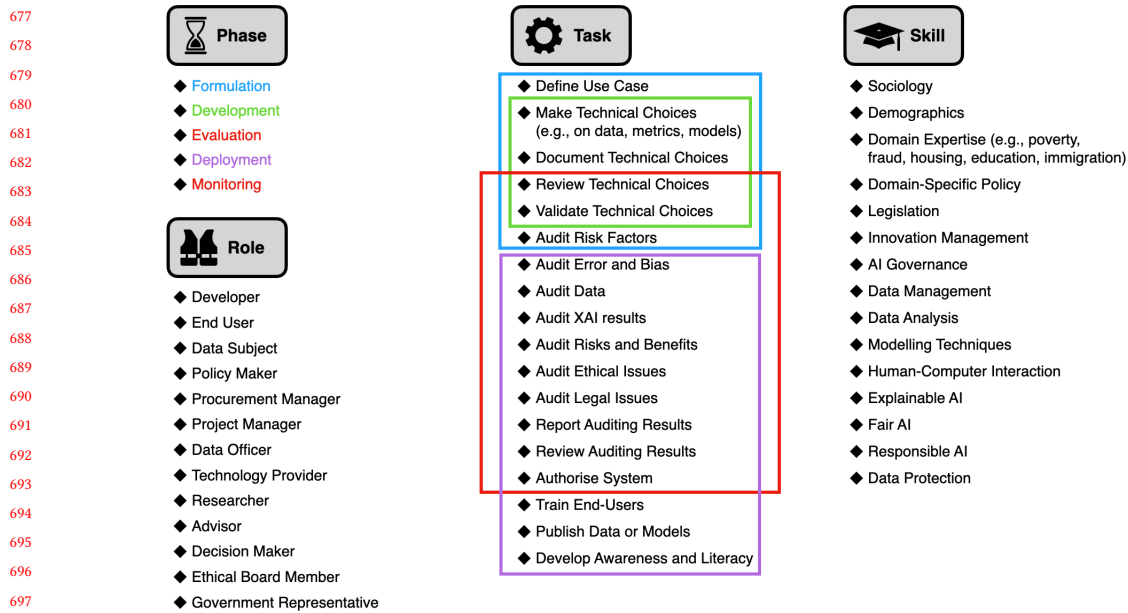 677
678
679
680
681
682
683
684
685
686
687
688
689
690
691
692
693
694
695
696
697
Phase
◆ Formulation
◆ Development
◆ Evaluation
◆ Deployment
◆ Monitoring
Role
◆ Developer
◆ End User
◆ Data Subject
◆ Policy Maker
◆ Procurement Manager
◆ Project Manager
◆ Data Officer
◆ Technology Provider
◆ Researcher
◆ Advisor
◆ Decision Maker
◆ Ethical Board Member
◆ Government Representative
Task
◆ Define Use Case
◆ Make Technical Choices
(e.g., on data, metrics, models)
◆ Document Technical Choices
◆ Review Technical Choices
◆ Validate Technical Choices
◆ Audit Risk Factors
◆ Audit Error and Bias
◆ Audit Data
◆ Audit XAI results
◆ Audit Risks and Benefits
◆ Audit Ethical Issues
◆ Audit Legal Issues
◆ Report Auditing Results
◆ Review Auditing Results
◆ Authorise System
◆ Train End-Users
◆ Publish Data or Models
◆ Develop Awareness and Literacy
Skill
◆ Sociology
◆ Demographics
◆ Domain Expertise (e.g., poverty,
fraud, housing, education, immigration)
◆ Domain-Specific Policy
◆ Legislation
◆ Innovation Management
◆ AI Governance
◆ Data Management
◆ Data Analysis
◆ Modelling Techniques
◆ Human-Computer Interaction
◆ Explainable AI
◆ Fair AI
◆ Responsible AI
◆ Data Protection